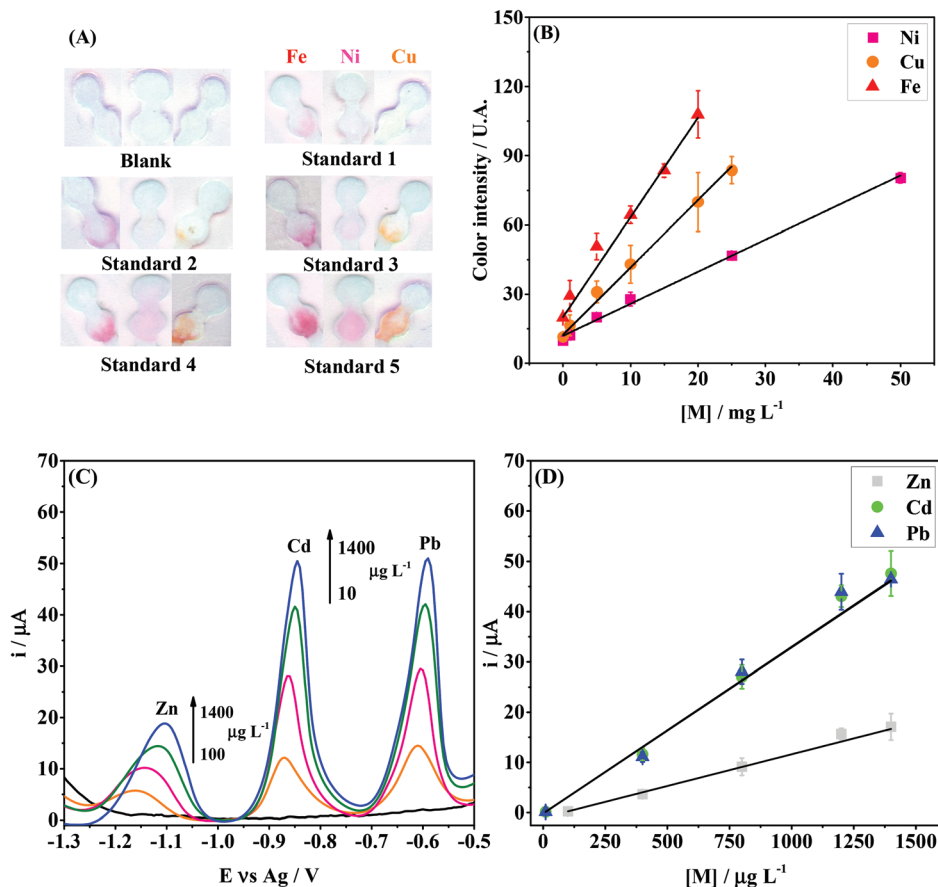 (A)
Fe Ni Cu
Blank
Standard 1
Standard 2
Standard 3
Standard 4
Standard 5
(B)
Ni
Cu
Fe
150
120
90
60
30
0
0 10 20 30 40 50
Color intensity / U.A.
[M] / mg L⁻¹
(C)
70
60
50
40
30
20
10
0
-1.3 -1.2 -1.1 -1.0 -0.9 -0.8 -0.7 -0.6 -0.5
i / µA
E vs Ag / V
Zn
1400
µg L⁻¹
100
Cd
1400
µg L⁻¹
10
Pb
(D)
Zn
Cd
Pb
70
60
50
40
30
20
10
0
0 250 500 750 1000 1250 1500
i / µA
[M] / µg L⁻¹